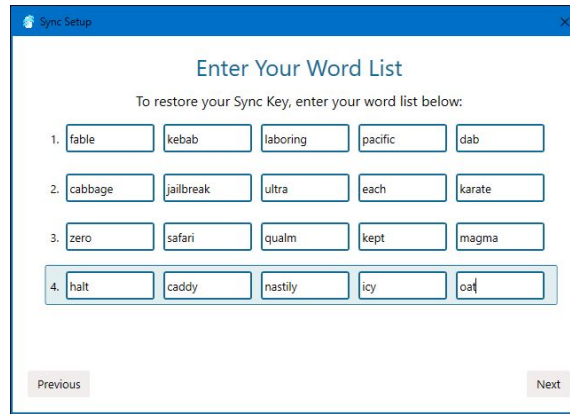 Sync Setup
Enter Your Word List
To restore your Sync Key, enter your word list below:
1. fable kebab laboring pacific dab
2. cabbage jailbreak ultra each karate
3. zero safari qualm kept magma
4. halt caddy nastily icy oat
Previous Next